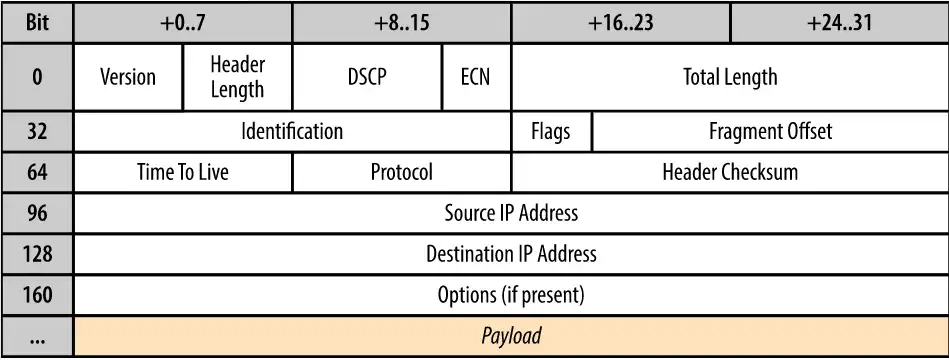 Bit +0..7 +8..15 +16..23 +24..31
0 Version Header Length DSCP ECN Total Length
32 Identification Flags Fragment Offset
64 Time To Live Protocol Header Checksum
96 Source IP Address
128 Destination IP Address
160 Options (if present)
... Payload